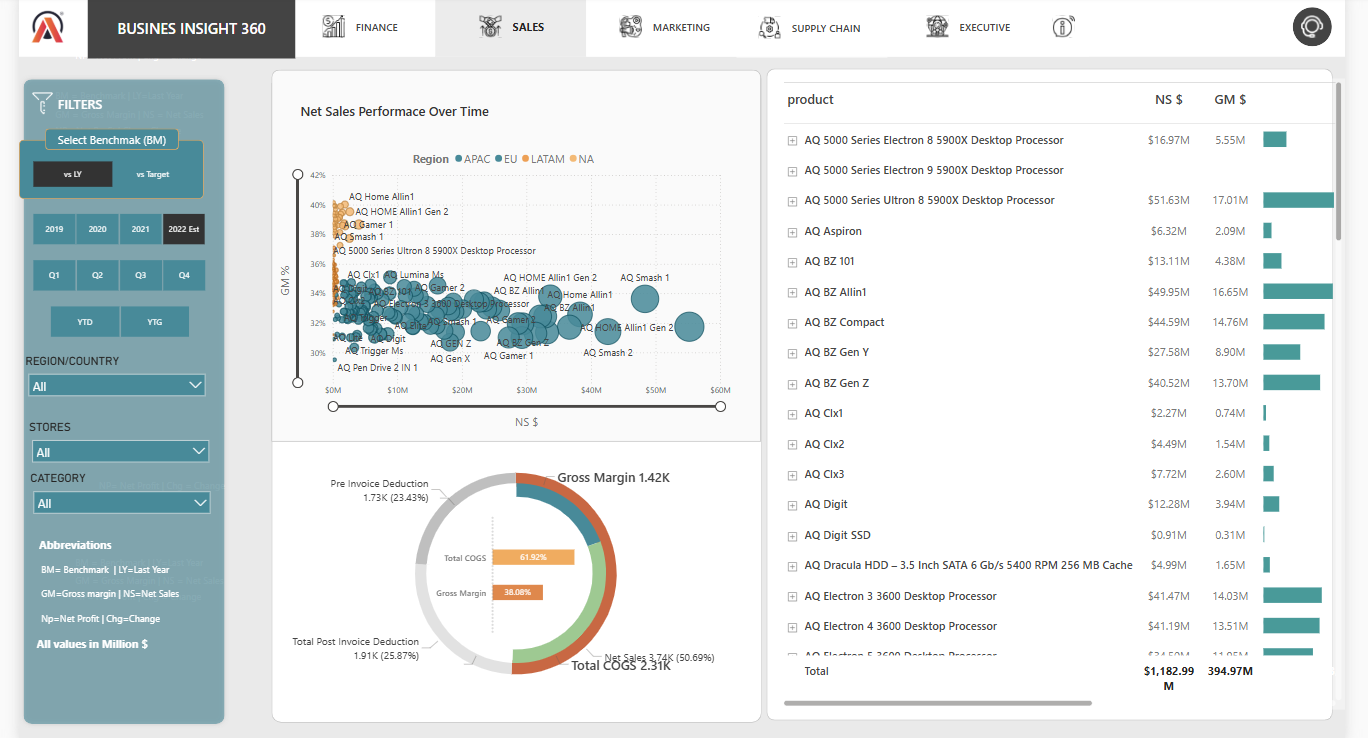 BUSINES INSIGHT 360
FINANCE
SALES
MARKETING
SUPPLY CHAIN
EXECUTIVE
FILTERS
Select Benchmak (BM)
vs LY
vs Target
2019 2020 2021 2022 Est
Q1 Q2 Q3 Q4
YTD YTG
REGION/COUNTRY
All
STORES
All
CATEGORY
All
Abbreviations
BM= Benchmark | LY=Last Year
GM=Gross margin | NS=Net Sales
Np=Net Profit | Chg=Change
All values in Million $
Net Sales Performace Over Time
Region APAC EU LATAM NA
GM %
42%
40%
38%
36%
34%
32%
30%
AQ Home Allin1
AQ HOME Allin1 Gen 2
AQ Gamer 1
AQ Smash 1
AQ 5000 Series Ultron 8 5900X Desktop Processor
AQ Clx1
AQ Lumina Ms
AQ HOME Allin1 Gen 2
AQ Smash 1
AQ Gamer 2
AQ BZ Allin1
AQ Home Allin1
AQ Electron 3 3600 Desktop Processor
AQ BZ Allin1
AQ Smash 1
AQ Gamer 2
AQ HOME Allin1 Gen 2
AQ Digit
AQ GEN Z
AQ BZ Gen Z
AQ Trigger Ms
AQ Gen X
AQ Gamer 1
AQ Smash 2
AQ Pen Drive 2 IN 1
$0M $10M $20M $30M $40M $50M $60M
NS $
Pre Invoice Deduction
1.73K (23.43%)
Gross Margin 1.42K
Total COGS 61.92%
Gross Margin 38.08%
Total Post Invoice Deduction
1.91K (25.87%)
Net Sales 3.74K (50.69%)
Total COGS 2.31K
product NS $ GM $
AQ 5000 Series Electron 8 5900X Desktop Processor $16.97M 5.55M
AQ 5000 Series Electron 9 5900X Desktop Processor
AQ 5000 Series Ultron 8 5900X Desktop Processor $51.63M 17.01M
AQ Aspiron $6.32M 2.09M
AQ BZ 101 $13.11M 4.38M
AQ BZ Allin1 $49.95M 16.65M
AQ BZ Compact $44.59M 14.76M
AQ BZ Gen Y $27.58M 8.90M
AQ BZ Gen Z $40.52M 13.70M
AQ Clx1 $2.27M 0.74M
AQ Clx2 $4.49M 1.54M
AQ Clx3 $7.72M 2.60M
AQ Digit $12.28M 3.94M
AQ Digit SSD $0.91M 0.31M
AQ Dracula HDD – 3.5 Inch SATA 6 Gb/s 5400 RPM 256 MB Cache $4.99M 1.65M
AQ Electron 3 3600 Desktop Processor $41.47M 14.03M
AQ Electron 4 3600 Desktop Processor $41.19M 13.51M
AQ Electron 5 3600 Desktop Processor
Total $1,182.99 394.97M
M